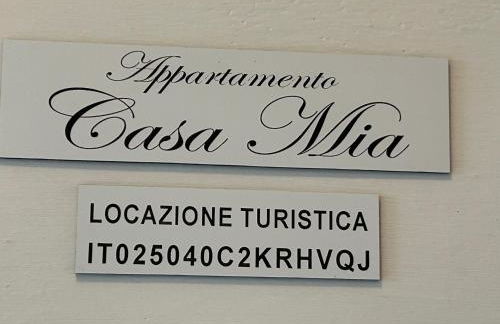 Appartamento
Casa Mia
LOCAZIONE TURISTICA
IT025040C2KRHVQJ